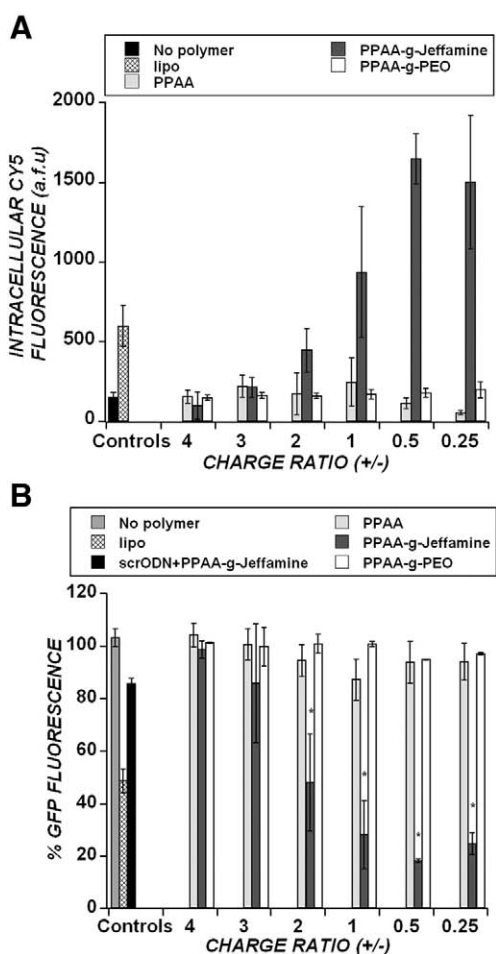 A
No polymer
lipo
PPAA
PPAA-g-Jeffamine
PPAA-g-PEO
INTRACELLULAR CY5
FLUORESCENCE (a.f.u)
2000
1500
1000
500
0
Controls 4 3 2 1 0.5 0.25
CHARGE RATIO (+/-)
B
No polymer
lipo
scrODN+PPAA-g-Jeffamine
PPAA
PPAA-g-Jeffamine
PPAA-g-PEO
% GFP FLUORESCENCE
120
100
80
60
40
20
0
* * * *
Controls 4 3 2 1 0.5 0.25
CHARGE RATIO (+/-)